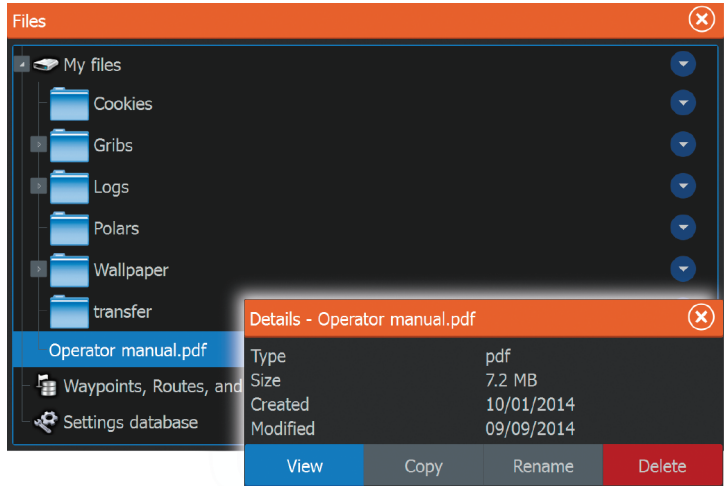 Files
My files
Cookies
Gribs
Logs
Polars
Wallpaper
transfer
Operator manual.pdf
Waypoints, Routes, and
Settings database
Details - Operator manual.pdf
Type pdf
Size 7.2 MB
Created 10/01/2014
Modified 09/09/2014
View Copy Rename Delete